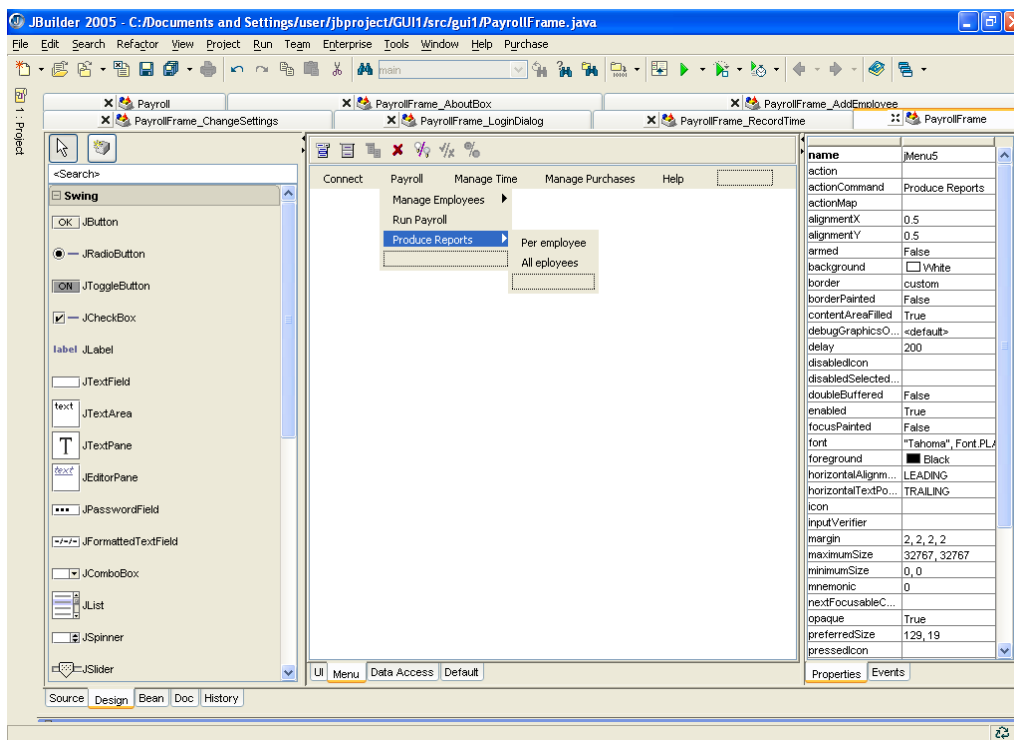 JBuilder 2005 - C:/Documents and Settings/user/jbproject/GUI1/src/gui1/PayrollFrame.java
File Edit Search Refactor View Project Run Team Enterprise Tools Window Help Purchase
main
Payroll PayrollFrame_AboutBox PayrollFrame_AddEmployee
PayrollFrame_ChangeSettings PayrollFrame_LoginDialog PayrollFrame_RecordTime PayrollFrame
1 : Project
<Search>
Swing
OK JButton
JRadioButton
ON JToggleButton
JCheckBox
label JLabel
JTextField
text JTextArea
T JTextPane
text JEditorPane
JPasswordField
JFormattedTextField
JComboBox
JList
JSpinner
JSlider
Connect Payroll Manage Time Manage Purchases Help
Manage Employees
Run Payroll
Produce Reports
Per employee
All eployees
name jMenu5
action
actionCommand Produce Reports
actionMap
alignmentX 0.5
alignmentY 0.5
armed False
background White
border custom
borderPainted False
contentAreaFilled True
debugGraphicsO... <default>
delay 200
disabledIcon
disabledSelected...
doubleBuffered False
enabled True
focusPainted False
font "Tahoma", Font.PLA
foreground Black
horizontalAlignm... LEADING
horizontalTextPo... TRAILING
icon
inputVerifier
margin 2, 2, 2, 2
maximumSize 32767, 32767
minimumSize 0, 0
mnemonic 0
nextFocusableC...
opaque True
preferredSize 129, 19
pressedIcon
UI Menu Data Access Default
Properties Events
Source Design Bean Doc History